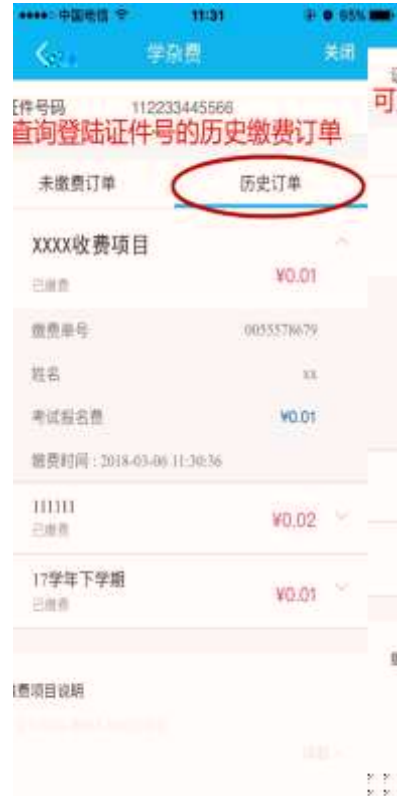 中国电信 11:31 65%
学杂费 关闭
证件号码 112233445566
可
查询登陆证件号的历史缴费订单
未缴费订单 历史订单
XXXX收费项目
已缴费 ¥0.01
缴费单号 0055578679
姓名 xx
考试报名费 ¥0.01
缴费时间：2018-03-06 11:30:36
111111
已缴费 ¥0.02
17学年下学期
已缴费 ¥0.01
缴费项目说明